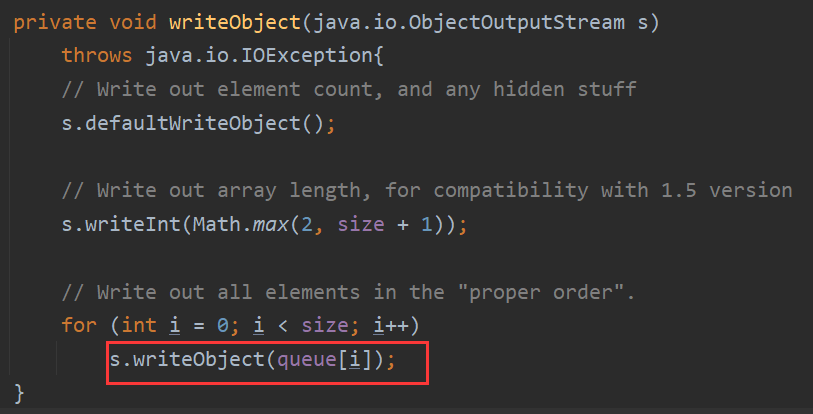 private void writeObject(java.io.ObjectOutputStream s)
throws java.io.IOException{
// Write out element count, and any hidden stuff
s.defaultWriteObject();
// Write out array length, for compatibility with 1.5 version
s.writeInt(Math.max(2, size + 1));
// Write out all elements in the "proper order".
for (int i = 0; i < size; i++)
s.writeObject(queue[i]);
}